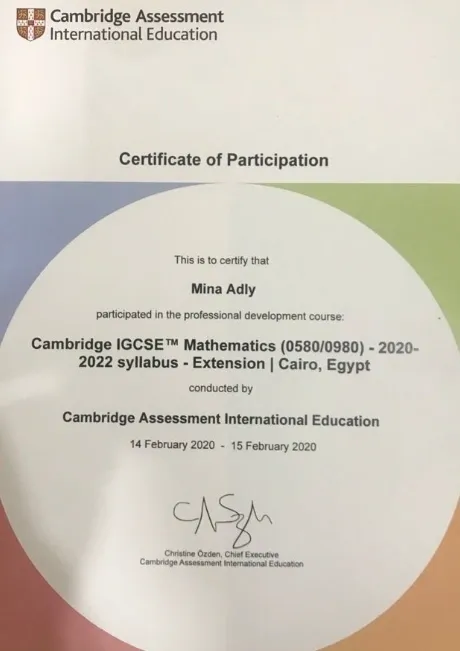 Cambridge Assessment
International Education
Certificate of Participation
This is to certify that
Mina Adly
participated in the professional development course:
Cambridge IGCSE™ Mathematics (0580/0980) - 2020-
2022 syllabus - Extension | Cairo, Egypt
conducted by
Cambridge Assessment International Education
14 February 2020 - 15 February 2020
Christine Özden, Chief Executive
Cambridge Assessment International Education